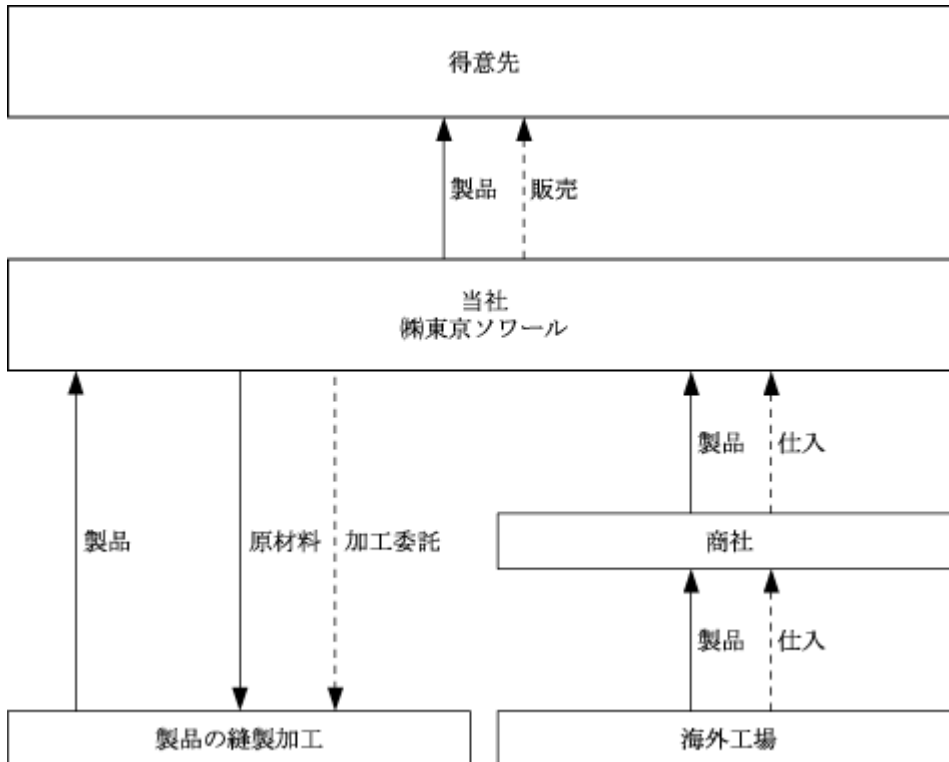 得意先
製品
販売
当社
㈱東京ソワール
製品
仕入
製品
原材料
加工委託
商社
製品
仕入
製品の縫製加工
海外工場